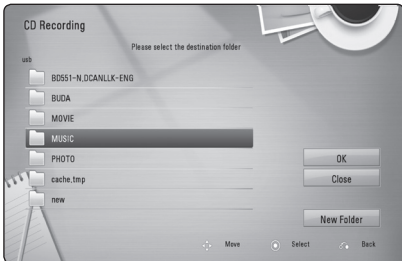 CD Recording
Please select the destination folder
usb
BD551-N,DCANLLK-ENG
BUDA
MOVIE
MUSIC
PHOTO
cache,tmp
new
OK
Close
New Folder
Move Select Back